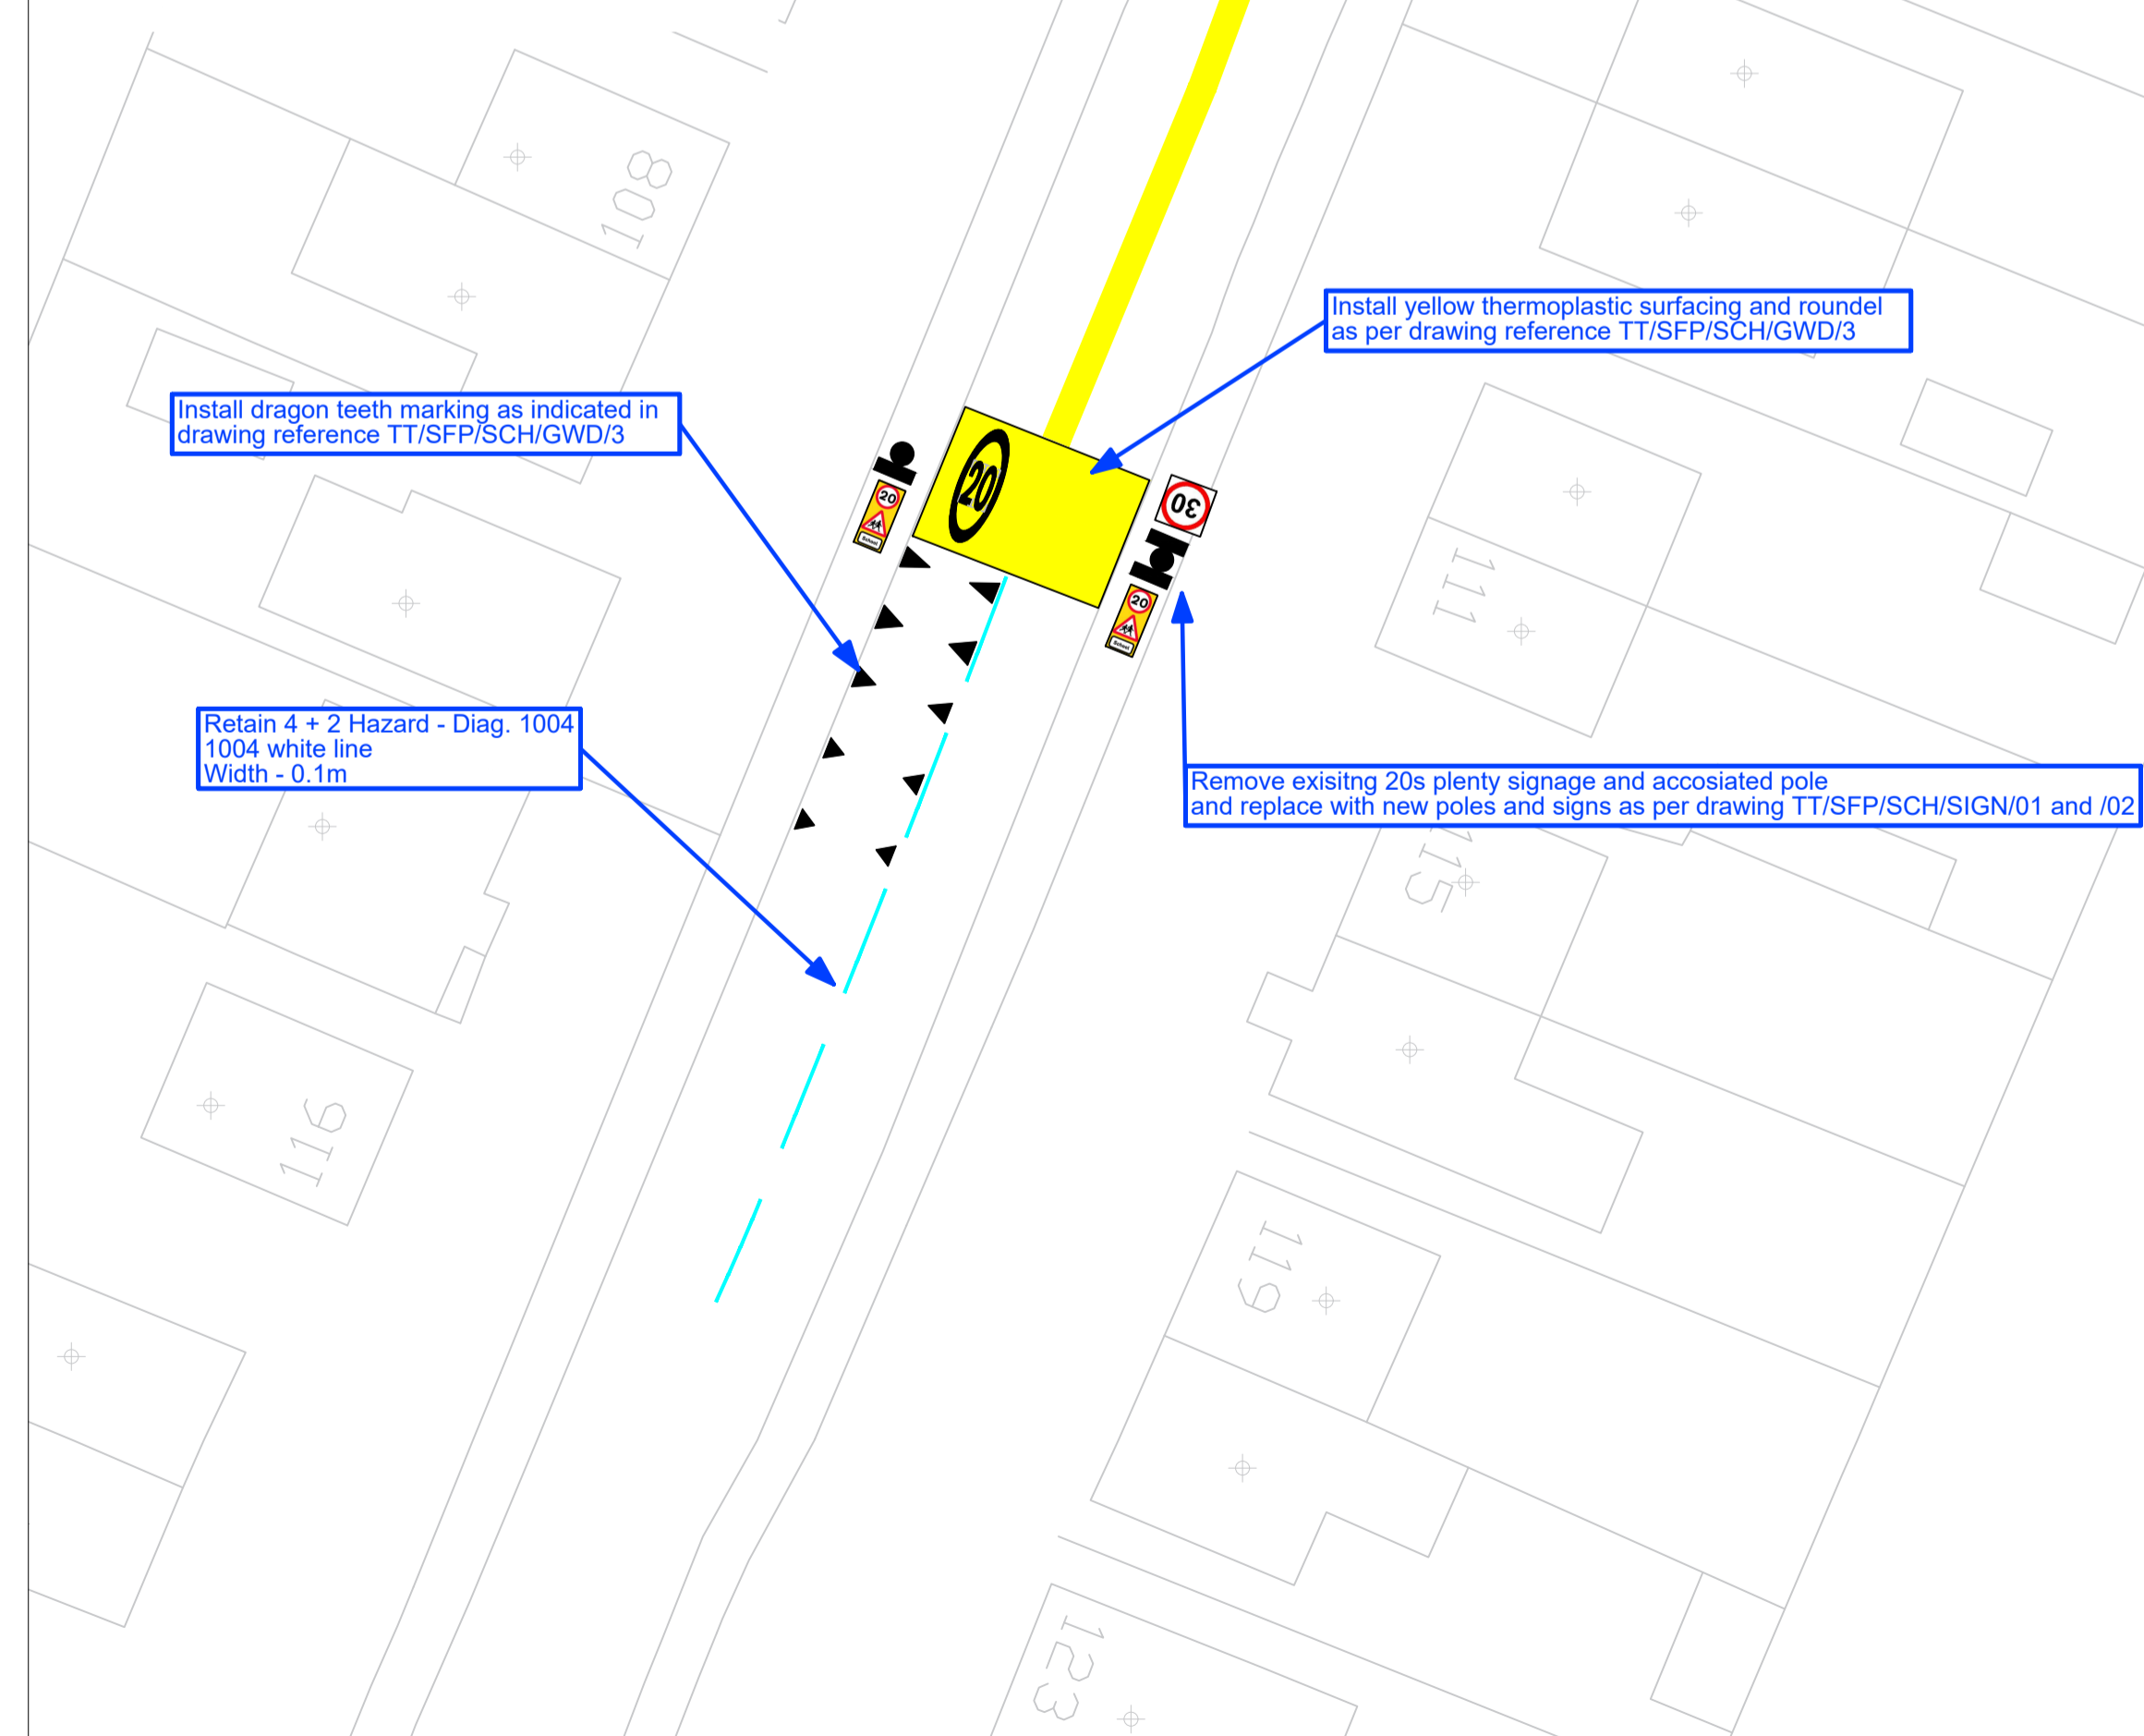 108
Install yellow thermoplastic surfacing and roundel
as per drawing reference TT/SFP/SCH/GWD/3
Install dragon teeth marking as indicated in
drawing reference TT/SFP/SCH/GWD/3
20
20
School
30
20
School
111
Retain 4 + 2 Hazard - Diag. 1004
1004 white line
Width - 0.1m
Remove exisitng 20s plenty signage and accosiated pole
and replace with new poles and signs as per drawing TT/SFP/SCH/SIGN/01 and /02
116
119
123